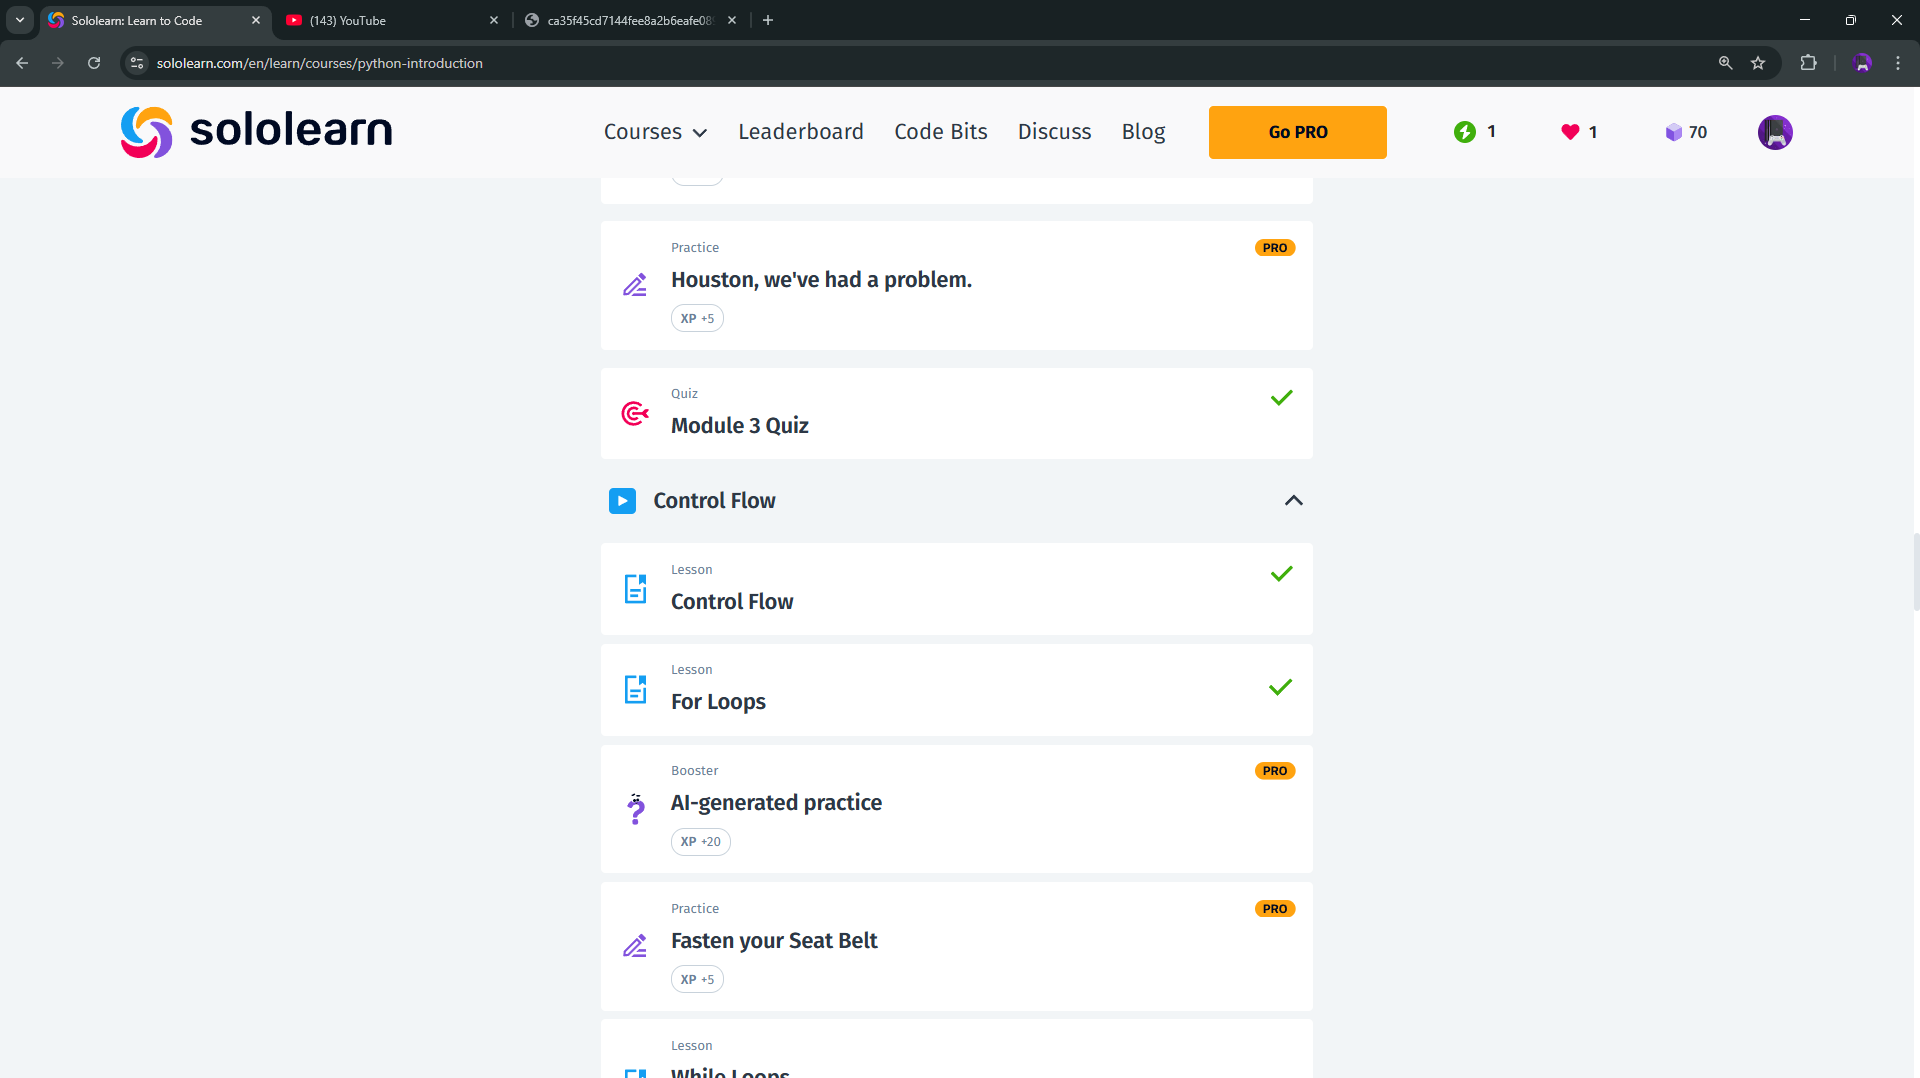 Sololearn: Learn to Code
(143) YouTube
ca35f45cd7144fee8a2b6eafe08
sololearn.com/en/learn/courses/python-introduction
sololearn
Courses
Leaderboard
Code Bits
Discuss
Blog
Go PRO
1
1
70
Practice
PRO
Houston, we've had a problem.
XP +5
Quiz
Module 3 Quiz
Control Flow
Lesson
Control Flow
Lesson
For Loops
Booster
PRO
AI-generated practice
XP +20
Practice
PRO
Fasten your Seat Belt
XP +5
Lesson
While Loops